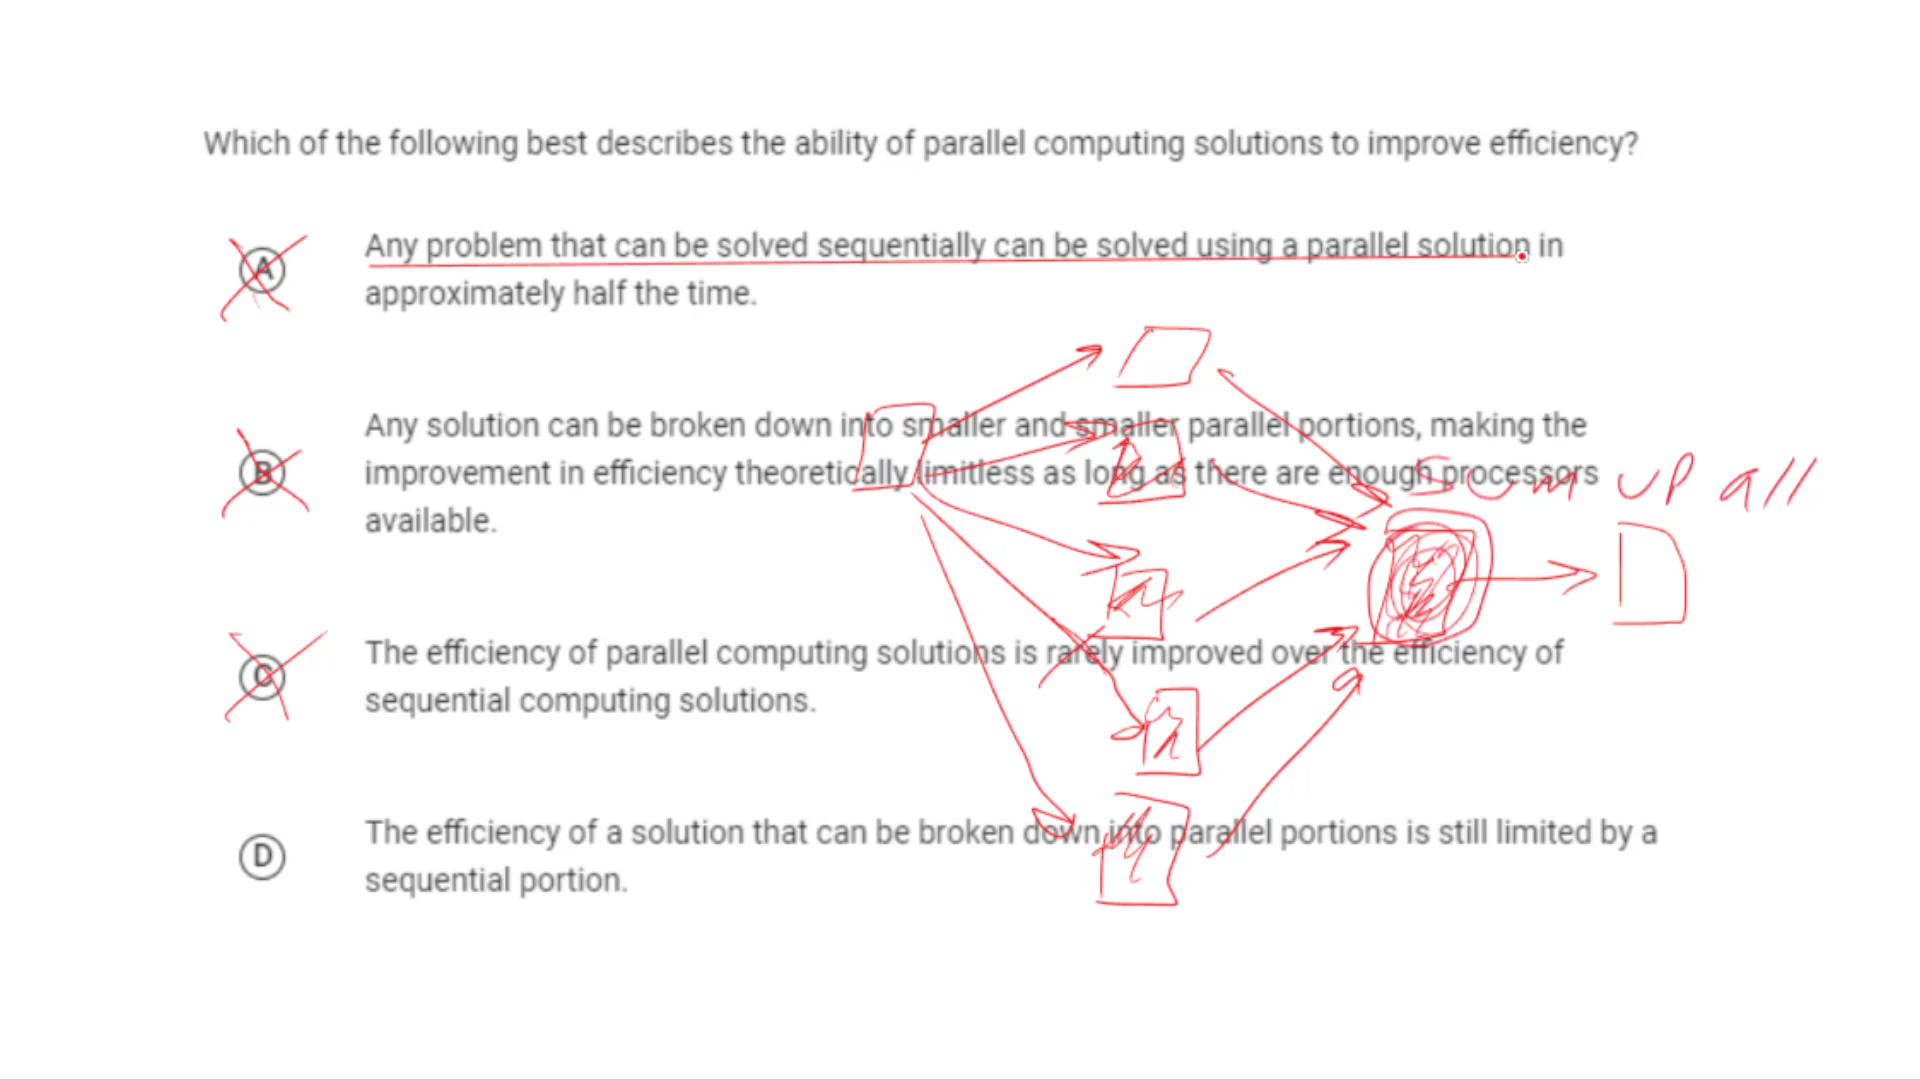 Which of the following best describes the ability of parallel computing solutions to improve efficiency?
A
Any problem that can be solved sequentially can be solved using a parallel solution in
approximately half the time.
B
Any solution can be broken down into smaller and smaller parallel portions, making the
improvement in efficiency theoretically limitless as long as there are enough processors
available.
sum up all
C
The efficiency of parallel computing solutions is rarely improved over the efficiency of
sequential computing solutions.
D
The efficiency of a solution that can be broken down into parallel portions is still limited by a
sequential portion.